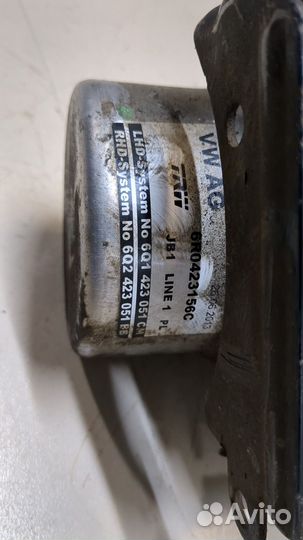 VW AG
TRW 6R0423156C
JB1 LINE 1 PL
LHD-System No 6Q1 423 051
RHD-System No 6Q2 423 051
Avito